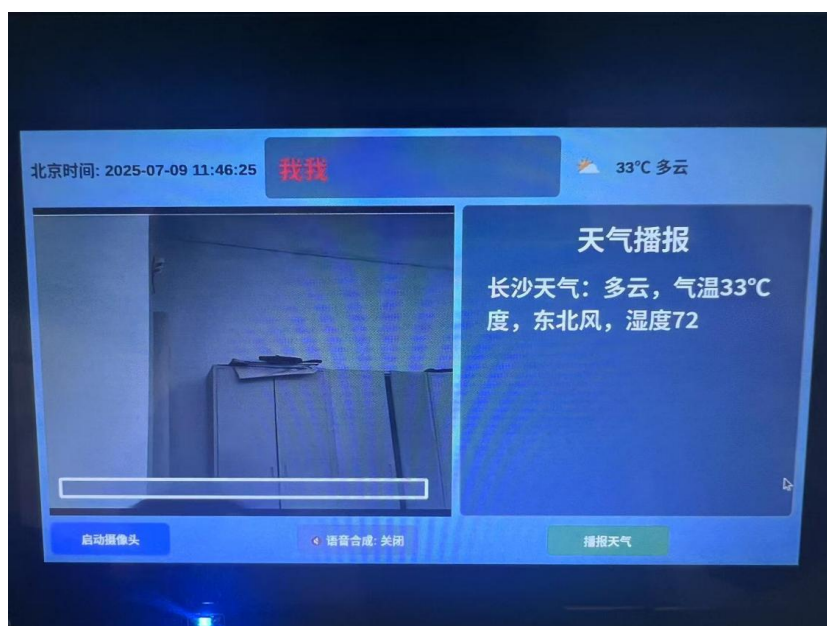 北京时间: 2025-07-09 11:46:25
我我
33℃ 多云
天气播报
长沙天气：多云，气温33℃
度，东北风，湿度72
启动摄像头
语音合成: 关闭
播报天气